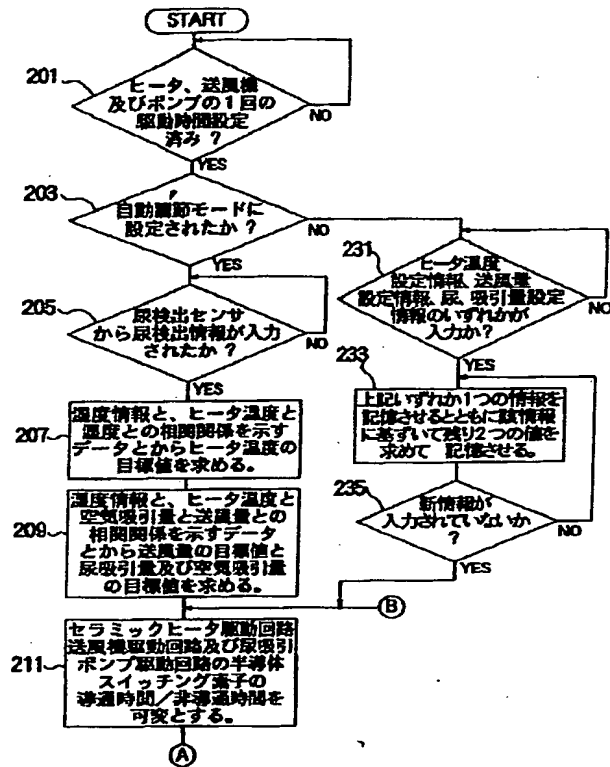 START
201
ヒータ、送風機
及びポンプの1回の
駆動時間設定
済み ?
NO
YES
203
自動調節モードに
設定されたか ?
NO
YES
205
尿検出センサ
から尿検出情報が入力
されたか ?
NO
YES
207
湿度情報と、ヒータ温度と
湿度との相関関係を示す
データとからヒータ温度の
目標値を求める。
209
湿度情報と、ヒータ温度と
空気吸引量と送風量との
相関関係を示すデータ
とから送風量の目標値と
尿吸引量及び空気吸引量
の目標値を求める。
211
セラミックヒータ駆動回路
送風機駆動回路及び尿吸引
ポンプ駆動回路の半導体
スイッチング素子の
導通時間/非導通時間を
可変とする。
A
231
ヒータ温度
設定情報、送風量
設定情報、尿、吸引量設定
情報のいずれかが
入力か?
NO
YES
233
上記いずれか1つの情報を
記憶させるとともに該情報
に基ずいて残り2つの値を
求めて 記憶させる。
235
新情報が
入力されていないか
?
NO
YES
B